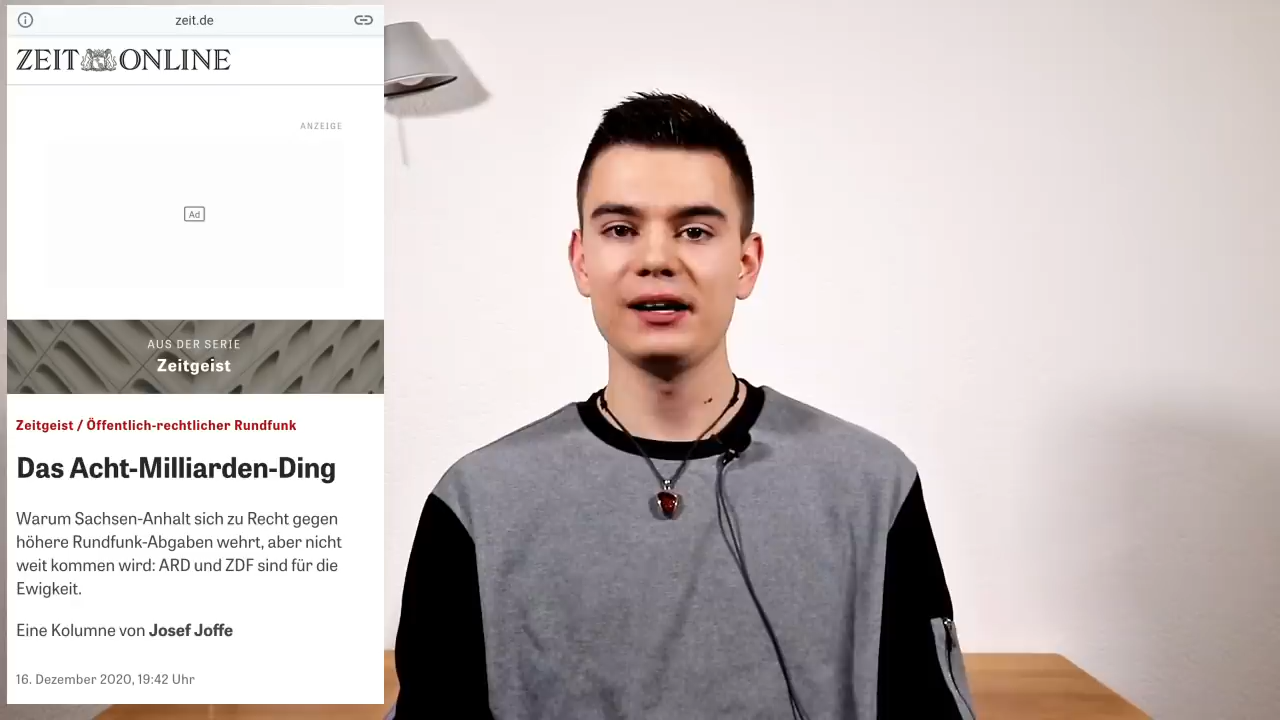 zeit.de
ZEIT ONLINE
ANZEIGE
Ad
AUS DER SERIE
Zeitgeist
Zeitgeist / Öffentlich-rechtlicher Rundfunk
Das Acht-Milliarden-Ding
Warum Sachsen-Anhalt sich zu Recht gegen
höhere Rundfunk-Abgaben wehrt, aber nicht
weit kommen wird: ARD und ZDF sind für die
Ewigkeit.
Eine Kolumne von Josef Joffe
16. Dezember 2020, 19:42 Uhr